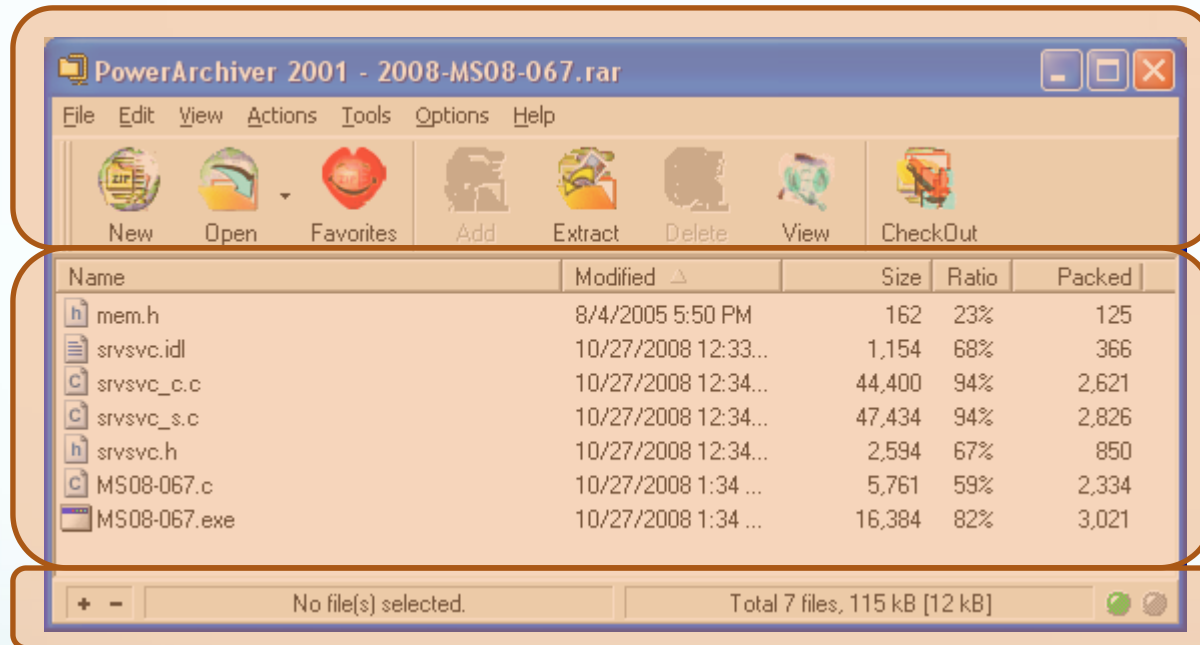 PowerArchiver 2001 - 2008-MS08-067.rar
File Edit View Actions Tools Options Help
ZIP
New Open Favorites Add Extract Delete View CheckOut
Name Modified Size Ratio Packed
mem.h 8/4/2005 5:50 PM 162 23% 125
srvsvc.idl 10/27/2008 12:33... 1,154 68% 366
srvsvc_c.c 10/27/2008 12:34... 44,400 94% 2,621
srvsvc_s.c 10/27/2008 12:34... 47,434 94% 2,826
srvsvc.h 10/27/2008 12:34... 2,594 67% 850
MS08-067.c 10/27/2008 1:34 ... 5,761 59% 2,334
MS08-067.exe 10/27/2008 1:34 ... 16,384 82% 3,021
+ - No file(s) selected. Total 7 files, 115 kB [12 kB]